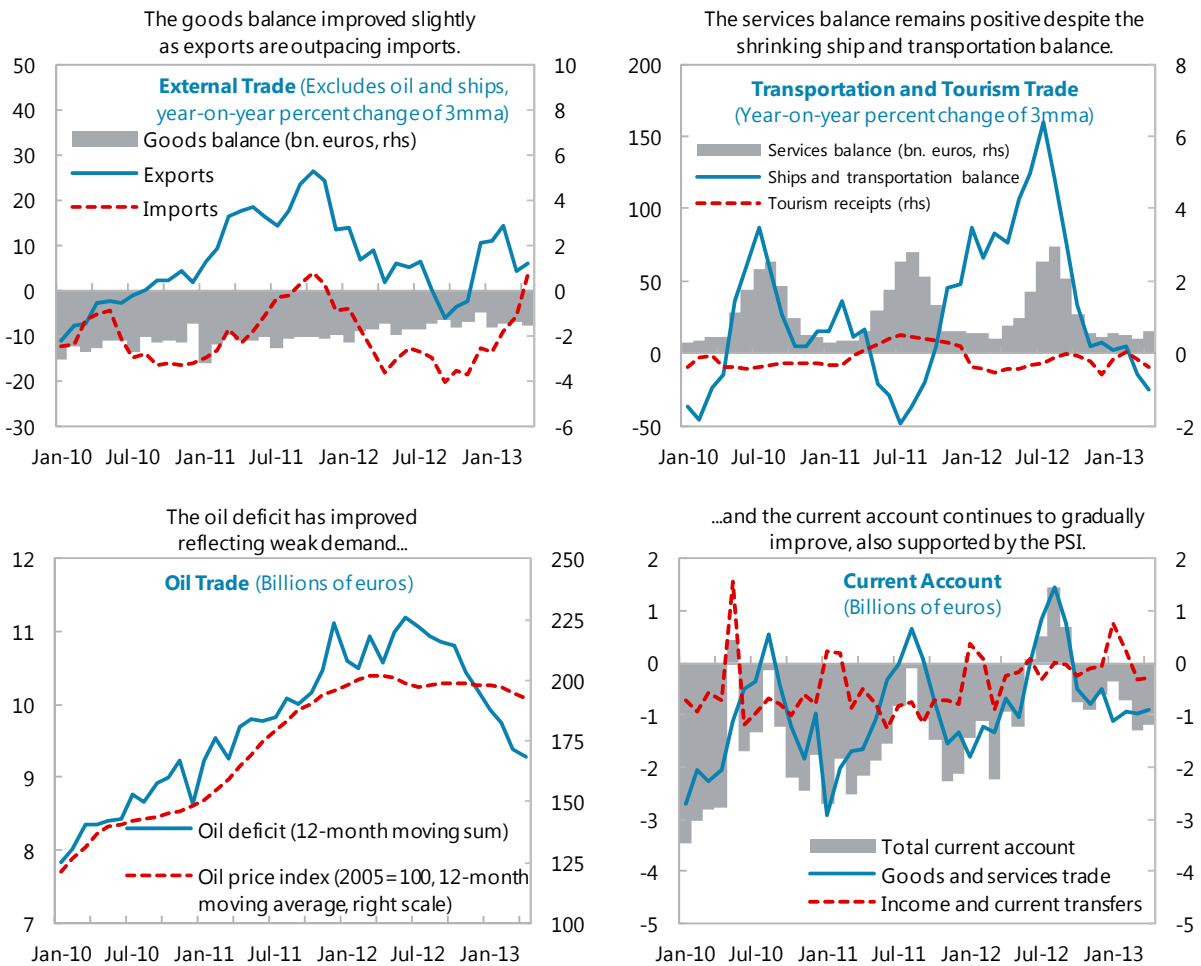 The goods balance improved slightly
as exports are outpacing imports.
50
40
30
20
10
0
-10
-20
-30
10
8
6
4
2
0
-2
-4
-6
External Trade (Excludes oil and ships,
year-on-year percent change of 3mma)
Goods balance (bn. euros, rhs)
Exports
Imports
Jan-10 Jul-10 Jan-11 Jul-11 Jan-12 Jul-12 Jan-13
The services balance remains positive despite the
shrinking ship and transportation balance.
200
150
100
50
0
-50
8
6
4
2
0
-2
Transportation and Tourism Trade
(Year-on-year percent change of 3mma)
Services balance (bn. euros, rhs)
Ships and transportation balance
Tourism receipts (rhs)
Jan-10 Jul-10 Jan-11 Jul-11 Jan-12 Jul-12 Jan-13
The oil deficit has improved
reflecting weak demand...
12
11
10
9
8
7
250
225
200
175
150
125
100
Oil Trade (Billions of euros)
Oil deficit (12-month moving sum)
Oil price index (2005=100, 12-month
moving average, right scale)
Jan-10 Jul-10 Jan-11 Jul-11 Jan-12 Jul-12 Jan-13
...and the current account continues to gradually
improve, also supported by the PSI.
2
1
0
-1
-2
-3
-4
-5
2
1
0
-1
-2
-3
-4
-5
Current Account
(Billions of euros)
Total current account
Goods and services trade
Income and current transfers
Jan-10 Jul-10 Jan-11 Jul-11 Jan-12 Jul-12 Jan-13